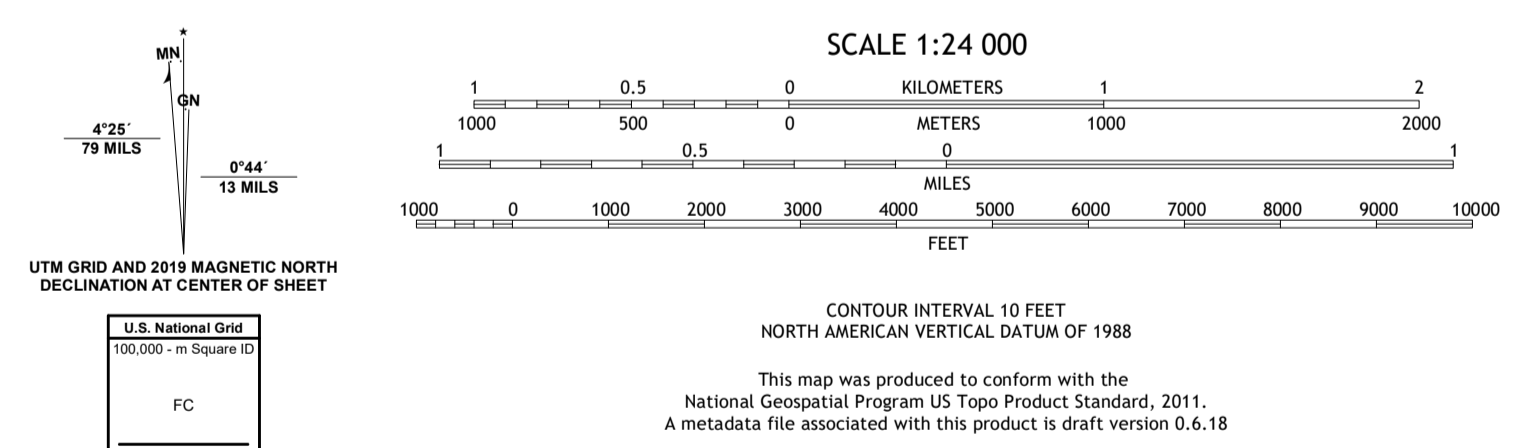 ★
MN
GN
4°25´
79 MILS
0°44´
13 MILS
UTM GRID AND 2019 MAGNETIC NORTH
DECLINATION AT CENTER OF SHEET
U.S. National Grid
100,000 - m Square ID
FC
SCALE 1:24 000
1 0.5 0 KILOMETERS 1 2
1000 500 0 METERS 1000 2000
1 0.5 0 1
MILES
1000 0 1000 2000 3000 4000 5000 6000 7000 8000 9000 10000
FEET
CONTOUR INTERVAL 10 FEET
NORTH AMERICAN VERTICAL DATUM OF 1988
This map was produced to conform with the
National Geospatial Program US Topo Product Standard, 2011.
A metadata file associated with this product is draft version 0.6.18